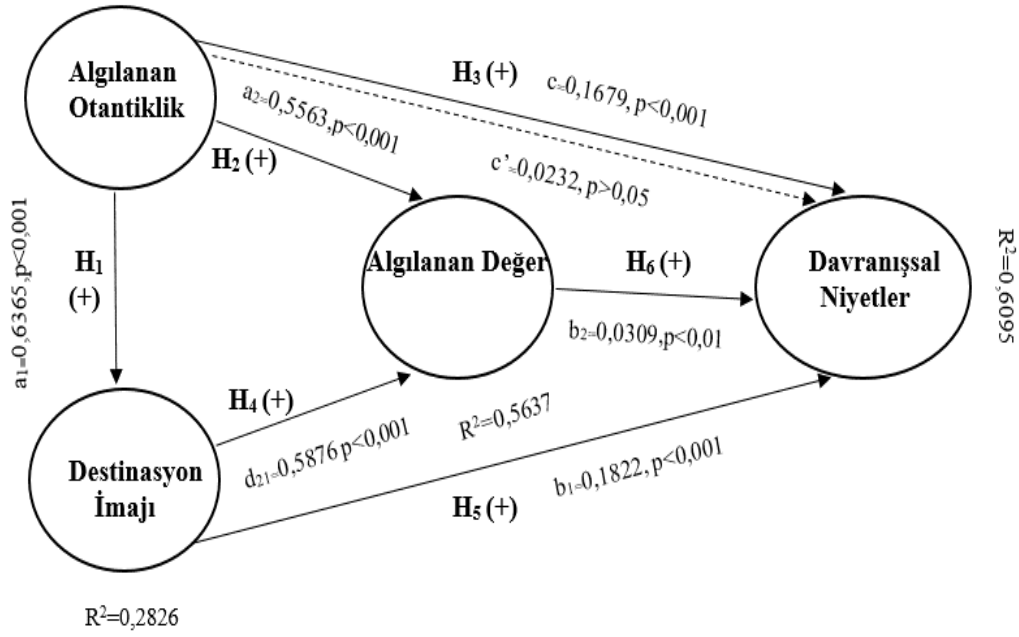 Algılanan
Otantiklik
H₃ (+)
c=0,1679, p<0,001
a₂=0,5563,p<0,001
H₂ (+)
c’=0,0232, p>0,05
a₁=0,6365,p<0,001
H₁
(+)
Algılanan Değer
H₆ (+)
Davranışsal
Niyetler
R²=0,6095
b₂=0,0309,p<0,01
H₄ (+)
d₂₁=0,5876 p<0,001
R²=0,5637
Destinasyon
İmajı
H₅ (+)
b₁=0,1822, p<0,001
R²=0,2826